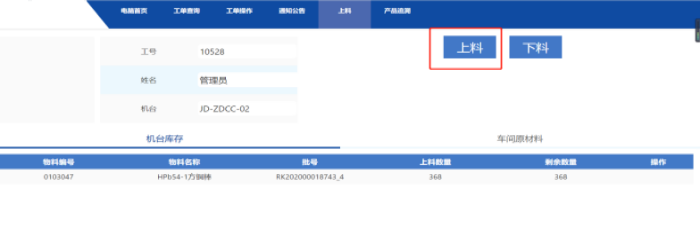 电脑首页 工单查询 工单操作 通知公告 上料 产品追溯
工号 10528
上料 下料
姓名 管理员
机台 JD-ZDCC-02
机台库存 车间原材料
物料编号 物料名称 批号 上料数量 剩余数量 操作
0103047 HPb54-1方铜棒 RK202000018743_4 368 368